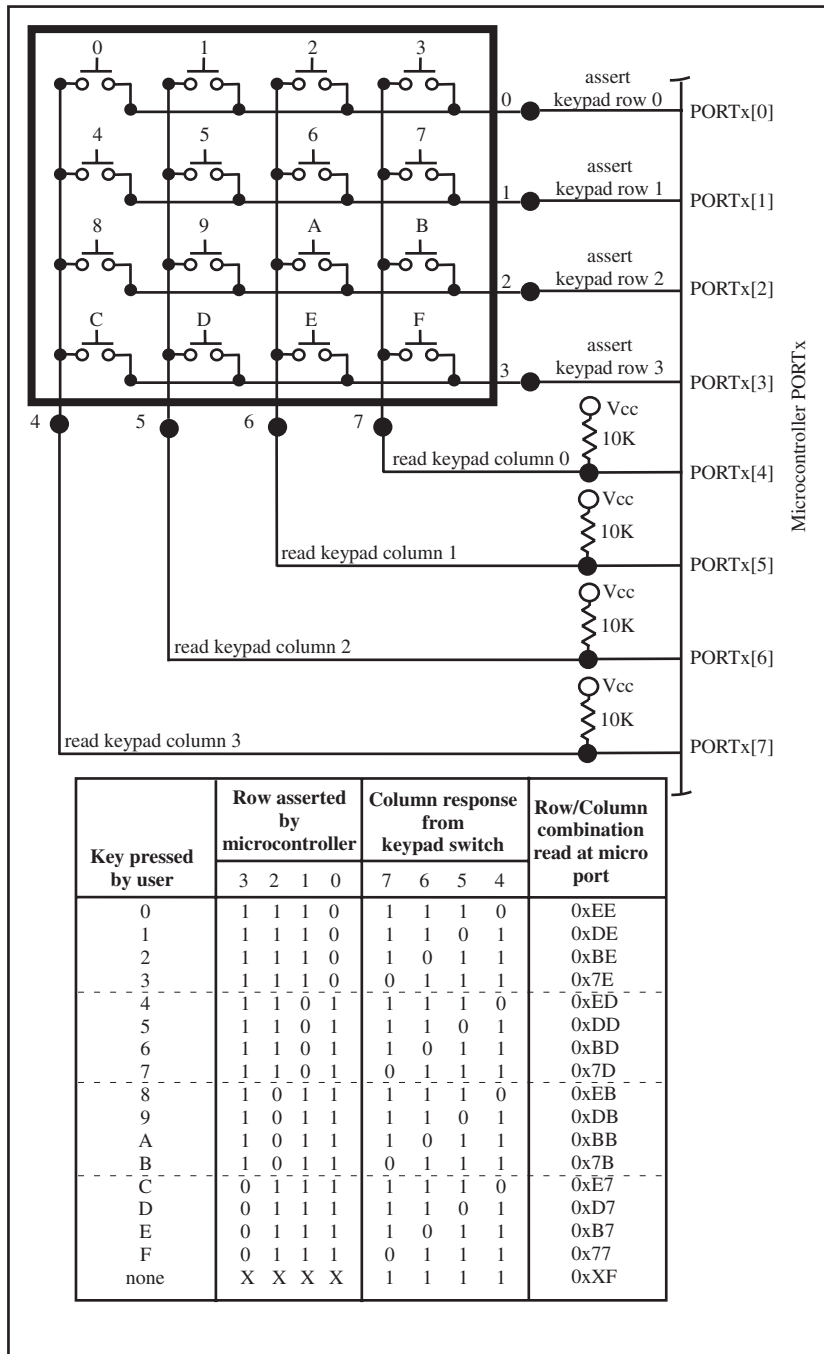 0 1 2 3
0 assert keypad row 0 PORTx[0]
4 5 6 7
1 assert keypad row 1 PORTx[1]
8 9 A B
2 assert keypad row 2 PORTx[2]
C D E F
3 assert keypad row 3 PORTx[3]
Microcontroller PORTx
4 5 6 7
Vcc
10K
read keypad column 0 PORTx[4]
Vcc
10K
read keypad column 1 PORTx[5]
Vcc
10K
read keypad column 2 PORTx[6]
Vcc
10K
read keypad column 3 PORTx[7]
Key pressed by user
Row asserted by microcontroller
Column response from keypad switch
Row/Column combination read at micro port
3 2 1 0 7 6 5 4
0 1 1 1 0 1 1 1 0 0xEE
1 1 1 1 0 1 1 0 1 0xDE
2 1 1 1 0 1 0 1 1 0xBE
3 1 1 1 0 0 1 1 1 0x7E
4 1 1 0 1 1 1 1 0 0xED
5 1 1 0 1 1 1 0 1 0xDD
6 1 1 0 1 1 0 1 1 0xBD
7 1 1 0 1 0 1 1 1 0x7D
8 1 0 1 1 1 1 1 0 0xEB
9 1 0 1 1 1 1 0 1 0xDB
A 1 0 1 1 1 0 1 1 0xBB
B 1 0 1 1 0 1 1 1 0x7B
C 0 1 1 1 1 1 1 0 0xE7
D 0 1 1 1 1 1 0 1 0xD7
E 0 1 1 1 1 0 1 1 0xB7
F 0 1 1 1 0 1 1 1 0x77
none X X X X 1 1 1 1 0xXF